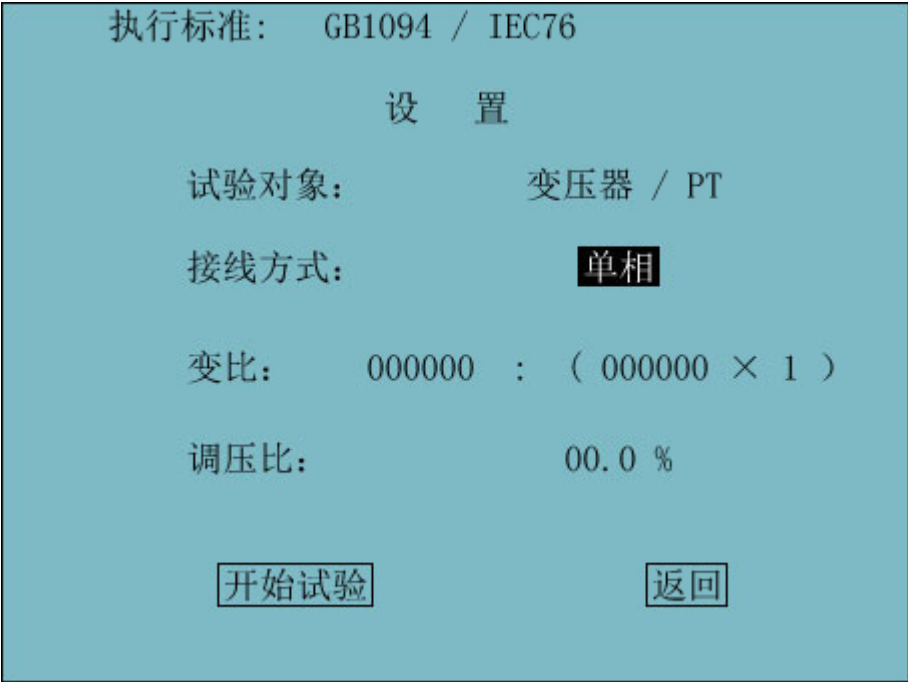 执行标准: GB1094 / IEC76
设 置
试验对象： 变压器 / PT
接线方式： 单相
变比： 000000 : ( 000000 × 1 )
调压比： 00.0 %
开始试验 返回